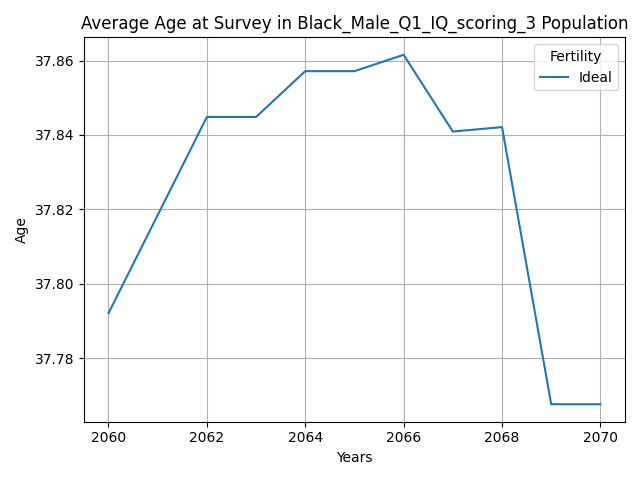 Average Age at Survey in Black_Male_Q1_IQ_scoring_3 Population
Fertility
Ideal
37.86
37.84
37.82
37.80
37.78
Age
2060
2062
2064
2066
2068
2070
Years